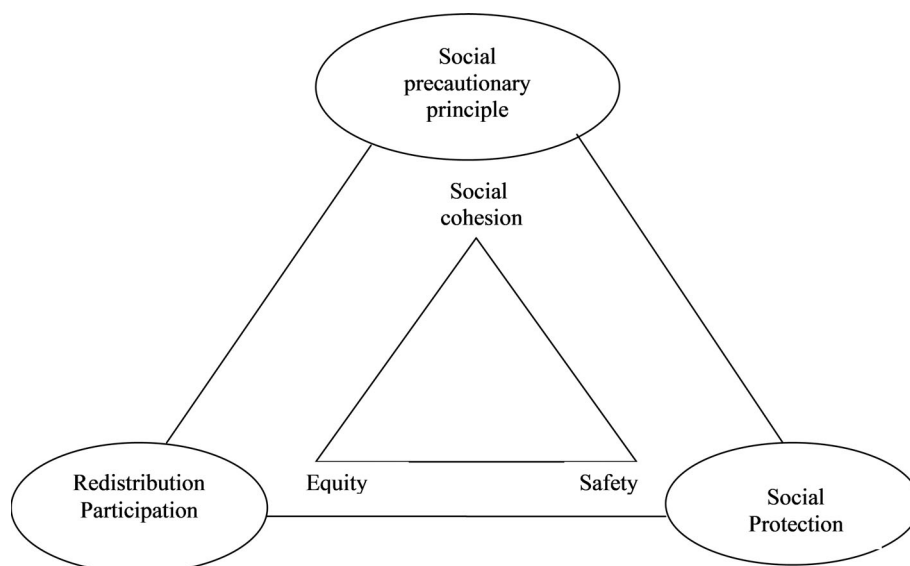 Social
precautionary
principle
Social
cohesion
Equity
Safety
Redistribution
Participation
Social
Protection